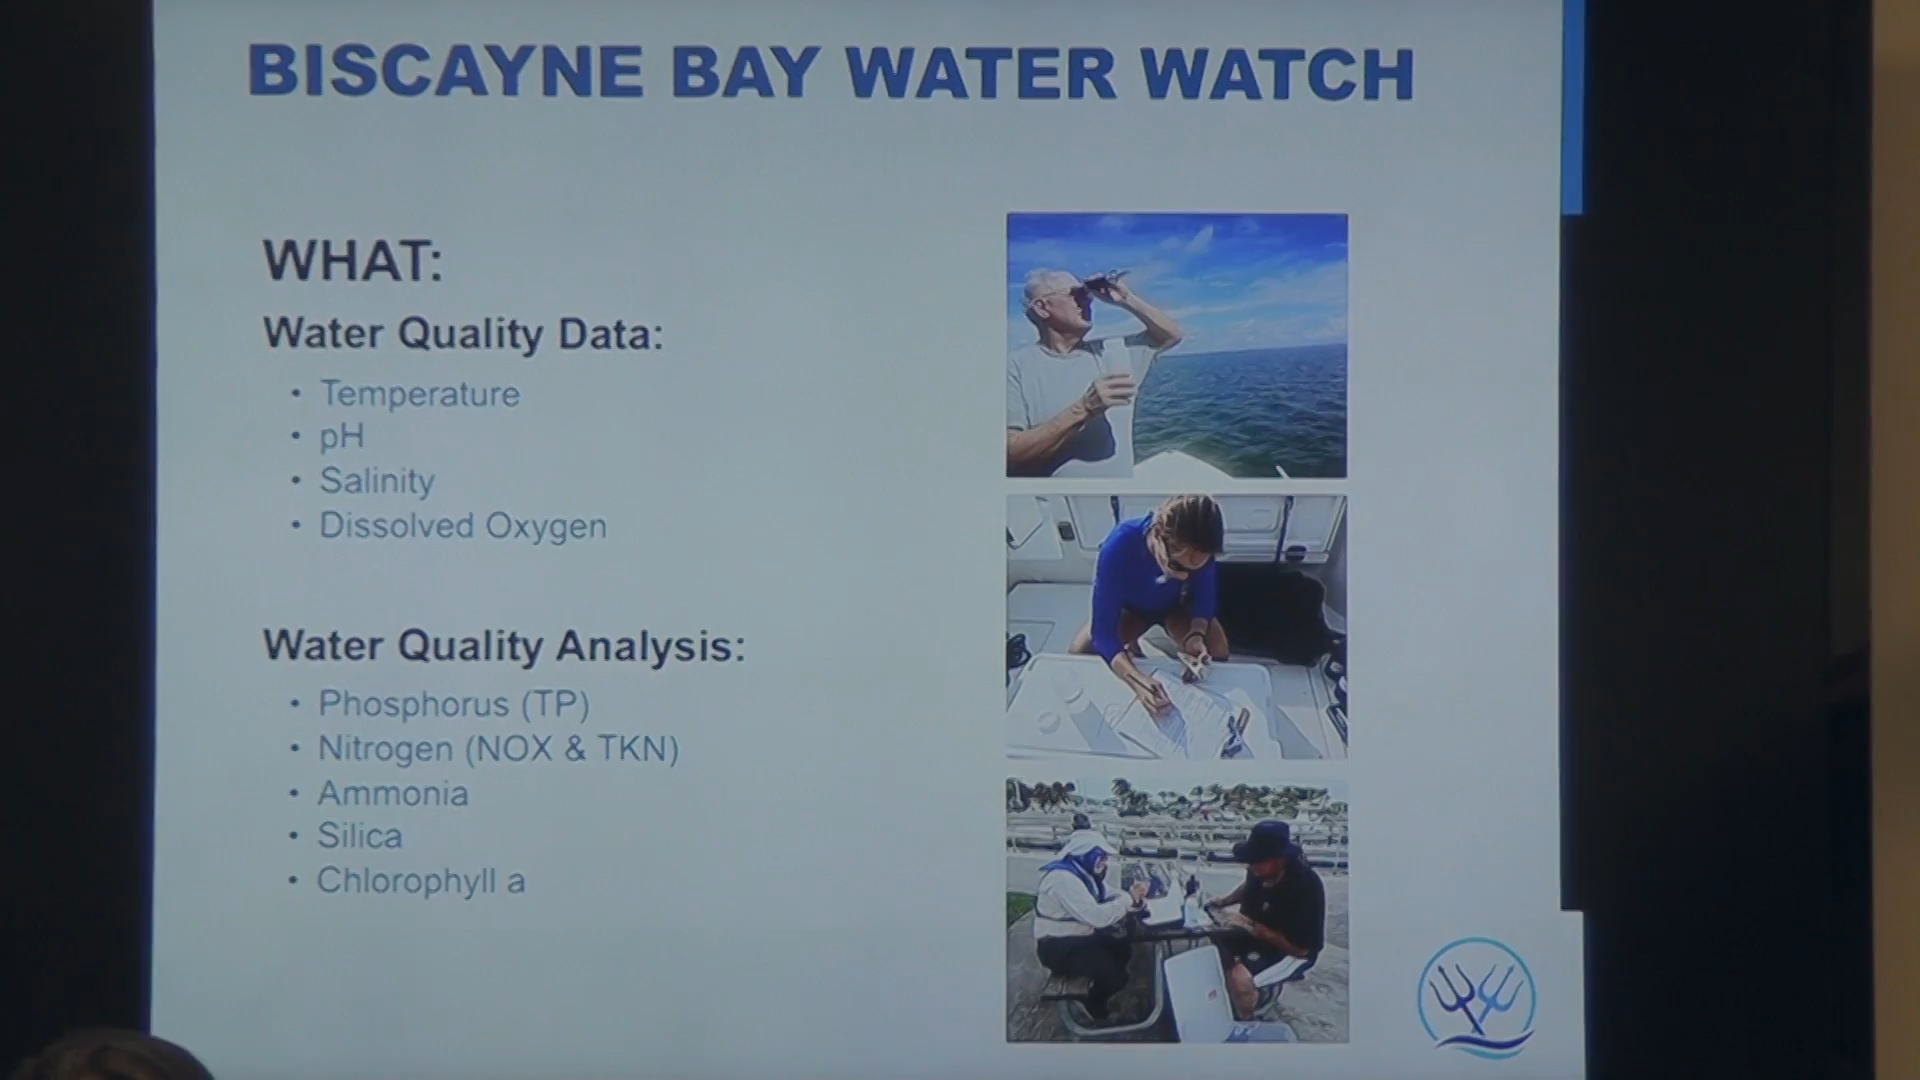 BISCAYNE BAY WATER WATCH
WHAT:
Water Quality Data:
• Temperature
• pH
• Salinity
• Dissolved Oxygen
Water Quality Analysis:
• Phosphorus (TP)
• Nitrogen (NOX & TKN)
• Ammonia
• Silica
• Chlorophyll a